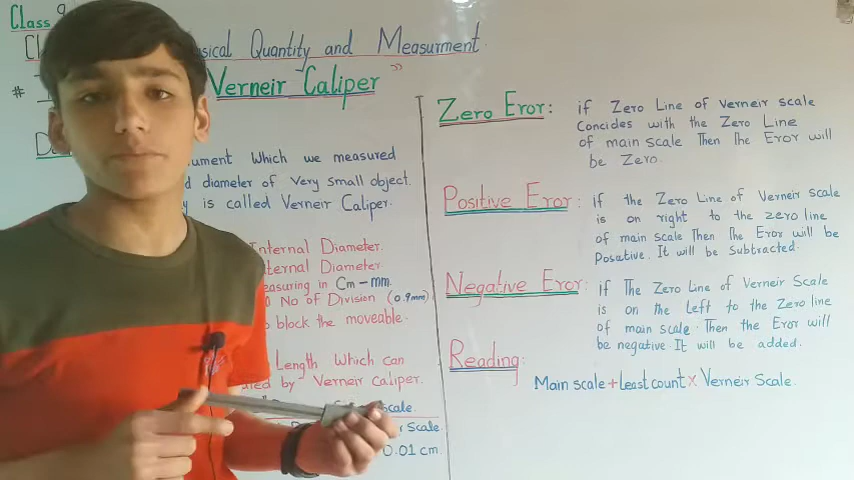 Class 9
Physical Quantity and Measurment
Verneir Caliper"
#
Which we measured
diameter of very small object.
is called Verneir Caliper.
Internal Diameter.
Diameter.
in Cm-mm.
No of Division (0.9mm)
to block the moveable.
Length Which can
by Verneir Caliper.
Scale.
Scale.
0.01 cm
Zero Eror: if Zero Line of Verneir scale
Concides with the Zero Line
of main scale Then The Eror will
be Zero.
Positive Eror: if the Zero Line of Verneir scale
is on right to the zero line
of main scale Then The Eror will be
Posative. It will be Subtracted.
Negative Eror: if The Zero Line of Verneir Scale
is on the Left to the Zero line
of main scale. Then the Eror will
be negative. It will be added.
Reading:
Main scale + Least count x Verneir Scale.